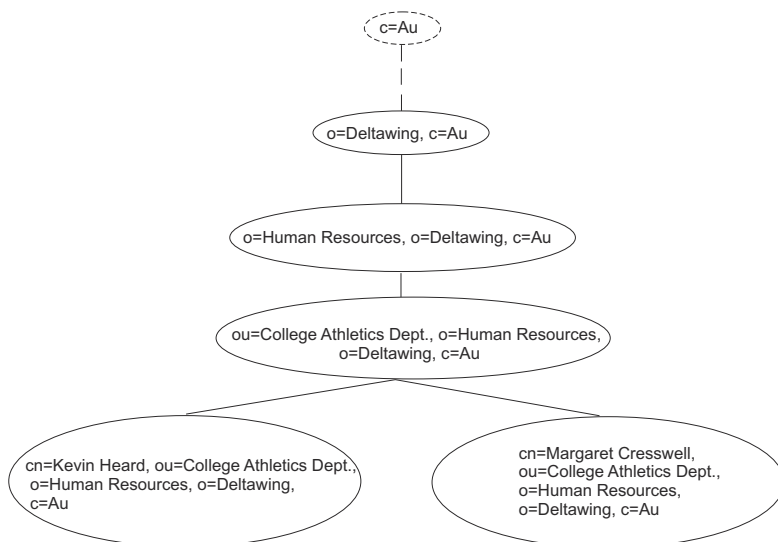 c=Au
o=Deltawing, c=Au
o=Human Resources, o=Deltawing, c=Au
ou=College Athletics Dept., o=Human Resources,
o=Deltawing, c=Au
cn=Kevin Heard, ou=College Athletics Dept.,
o=Human Resources, o=Deltawing,
c=Au
cn=Margaret Cresswell,
ou=College Athletics Dept.,
o=Human Resources,
o=Deltawing, c=Au